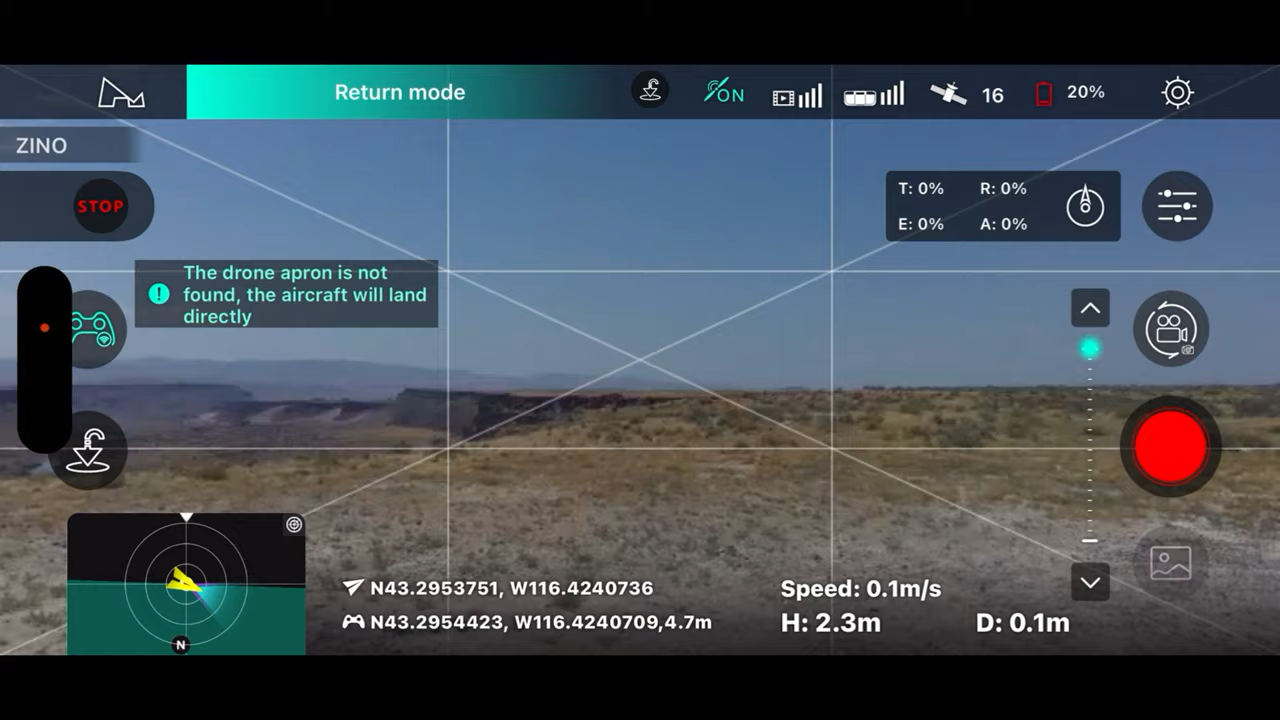 Return mode
ON
16
20%
ZINO
STOP
T: 0% R: 0%
E: 0% A: 0%
The drone apron is not
found, the aircraft will land
directly
N
N43.2953751, W116.4240736
N43.2954423, W116.4240709,4.7m
Speed: 0.1m/s
H: 2.3m D: 0.1m